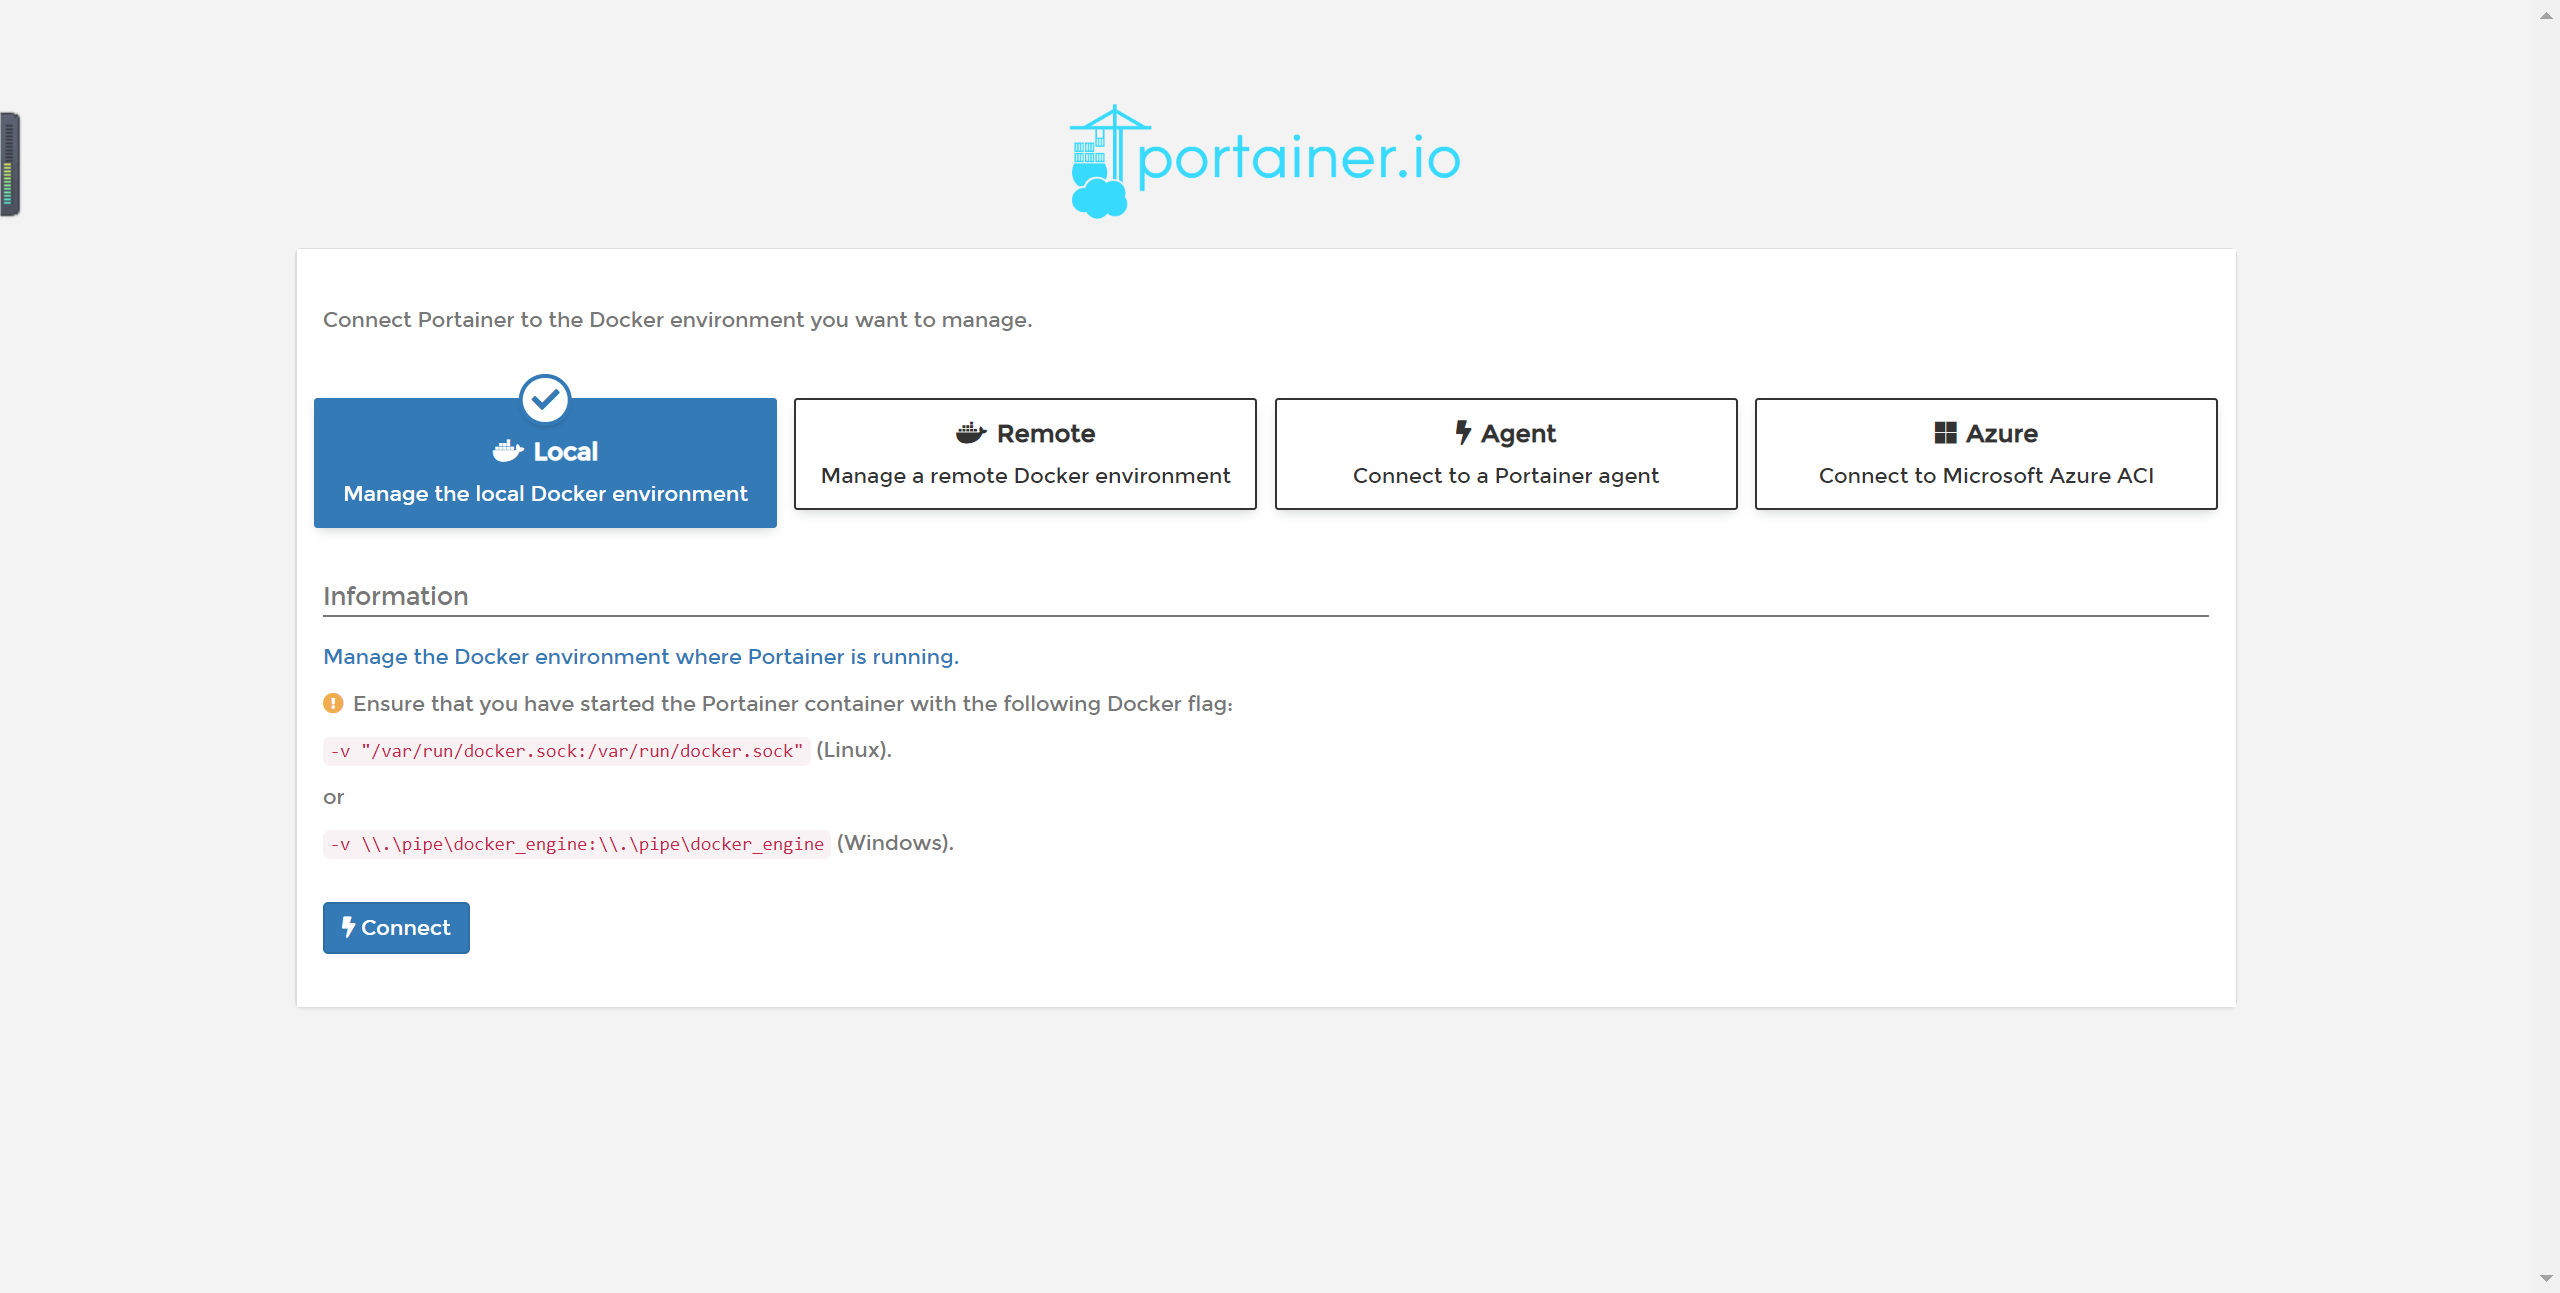 portainer.io
Connect Portainer to the Docker environment you want to manage.
Local
Manage the local Docker environment
Remote
Manage a remote Docker environment
Agent
Connect to a Portainer agent
Azure
Connect to Microsoft Azure ACI
Information
Manage the Docker environment where Portainer is running.
Ensure that you have started the Portainer container with the following Docker flag:
-v "/var/run/docker.sock:/var/run/docker.sock" (Linux).
or
-v \\.\pipe\docker_engine:\\.\pipe\docker_engine (Windows).
Connect